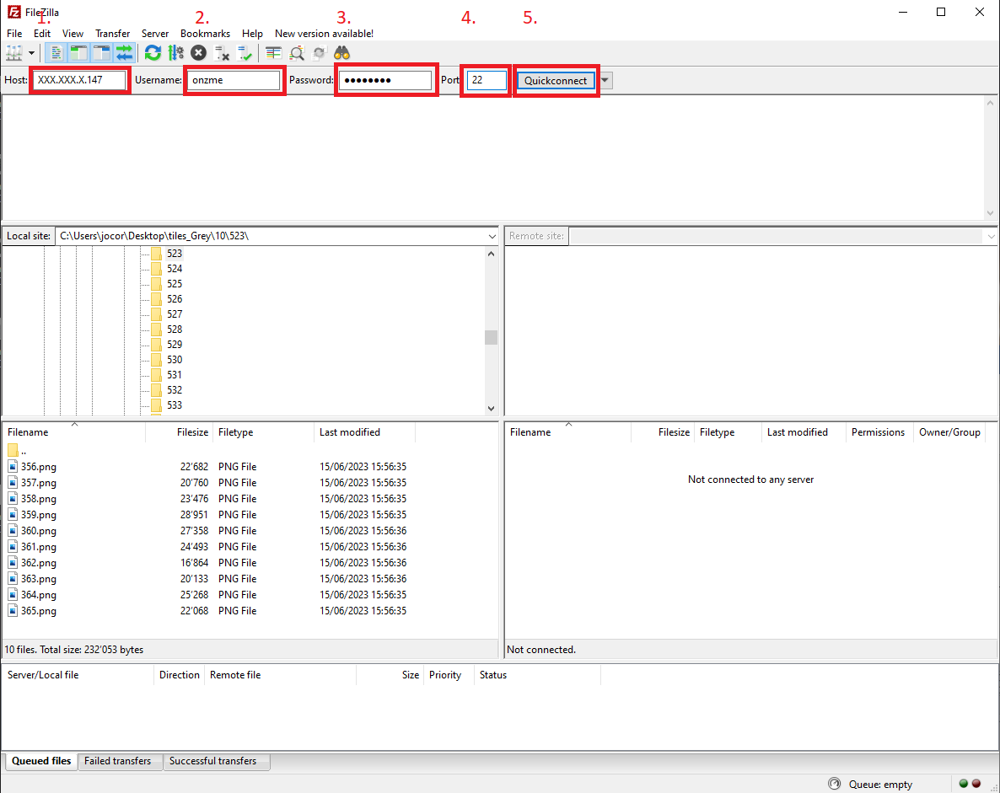 FileZilla
1. 2. 3. 4. 5.
File Edit View Transfer Server Bookmarks Help New version available!
Host: XXX.XXX.X.147 Username: onzme Password: ●●●●●●●● Port 22 Quickconnect
Local site: C:\Users\jocor\Desktop\tiles_Grey\10\523\
Remote site:
523
524
525
526
527
528
529
530
531
532
533
Filename Filesize Filetype Last modified
..
356.png 22'682 PNG File 15/06/2023 15:56:35
357.png 20'760 PNG File 15/06/2023 15:56:35
358.png 23'476 PNG File 15/06/2023 15:56:35
359.png 28'951 PNG File 15/06/2023 15:56:35
360.png 27'358 PNG File 15/06/2023 15:56:36
361.png 24'493 PNG File 15/06/2023 15:56:36
362.png 16'864 PNG File 15/06/2023 15:56:36
363.png 20'133 PNG File 15/06/2023 15:56:36
364.png 25'268 PNG File 15/06/2023 15:56:35
365.png 22'068 PNG File 15/06/2023 15:56:35
10 files. Total size: 232'053 bytes
Filename Filesize Filetype Last modified Permissions Owner/Group
Not connected to any server
Not connected.
Server/Local file Direction Remote file Size Priority Status
Queued files Failed transfers Successful transfers
Queue: empty